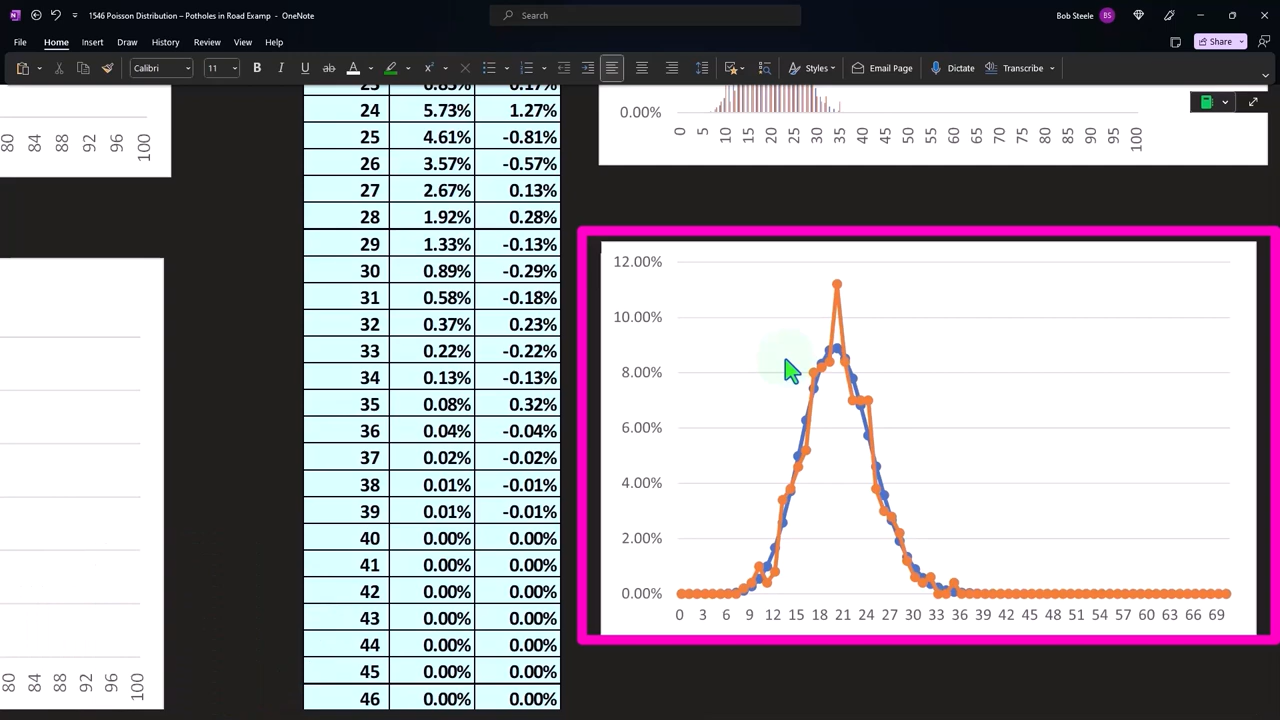 1546 Poisson Distribution – Potholes in Road Examp - OneNote
Search
Bob Steele
BS
File Home Insert Draw History Review View Help
Share
Calibri 11 B I U ab A x² Styles Email Page Dictate Transcribe
24 5.73% 1.27%
25 4.61% -0.81%
26 3.57% -0.57%
27 2.67% 0.13%
28 1.92% 0.28%
29 1.33% -0.13%
30 0.89% -0.29%
31 0.58% -0.18%
32 0.37% 0.23%
33 0.22% -0.22%
34 0.13% -0.13%
35 0.08% 0.32%
36 0.04% -0.04%
37 0.02% -0.02%
38 0.01% -0.01%
39 0.01% -0.01%
40 0.00% 0.00%
41 0.00% 0.00%
42 0.00% 0.00%
43 0.00% 0.00%
44 0.00% 0.00%
45 0.00% 0.00%
46 0.00% 0.00%
80 84 88 92 96 100
80 82 84 86 88 90 92 94 96 98 100
0.00%
0 5 10 15 20 25 30 35 40 45 50 55 60 65 70 75 80 85 90 95 100
12.00%
10.00%
8.00%
6.00%
4.00%
2.00%
0.00%
0 3 6 9 12 15 18 21 24 27 30 33 36 39 42 45 48 51 54 57 60 63 66 69